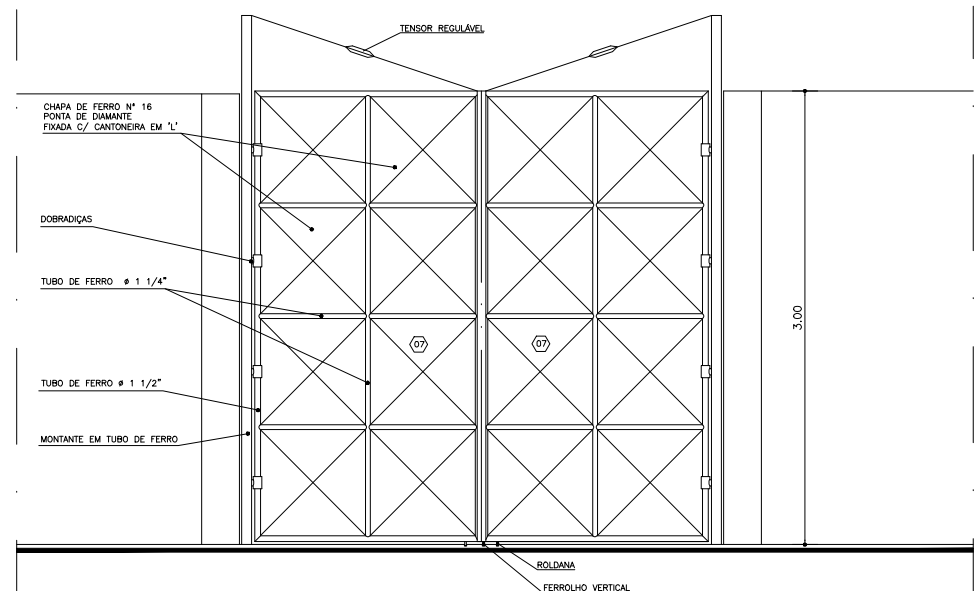 TENSOR REGULÁVEL
CHAPA DE FERRO N° 16
PONTA DE DIAMANTE
FIXADA C/ CANTONEIRA EM 'L'
DOBRADIÇAS
TUBO DE FERRO ø 1 1/4"
3.00
07
07
TUBO DE FERRO ø 1 1/2"
MONTANTE EM TUBO DE FERRO
ROLDANA
FERROLHO VERTICAL